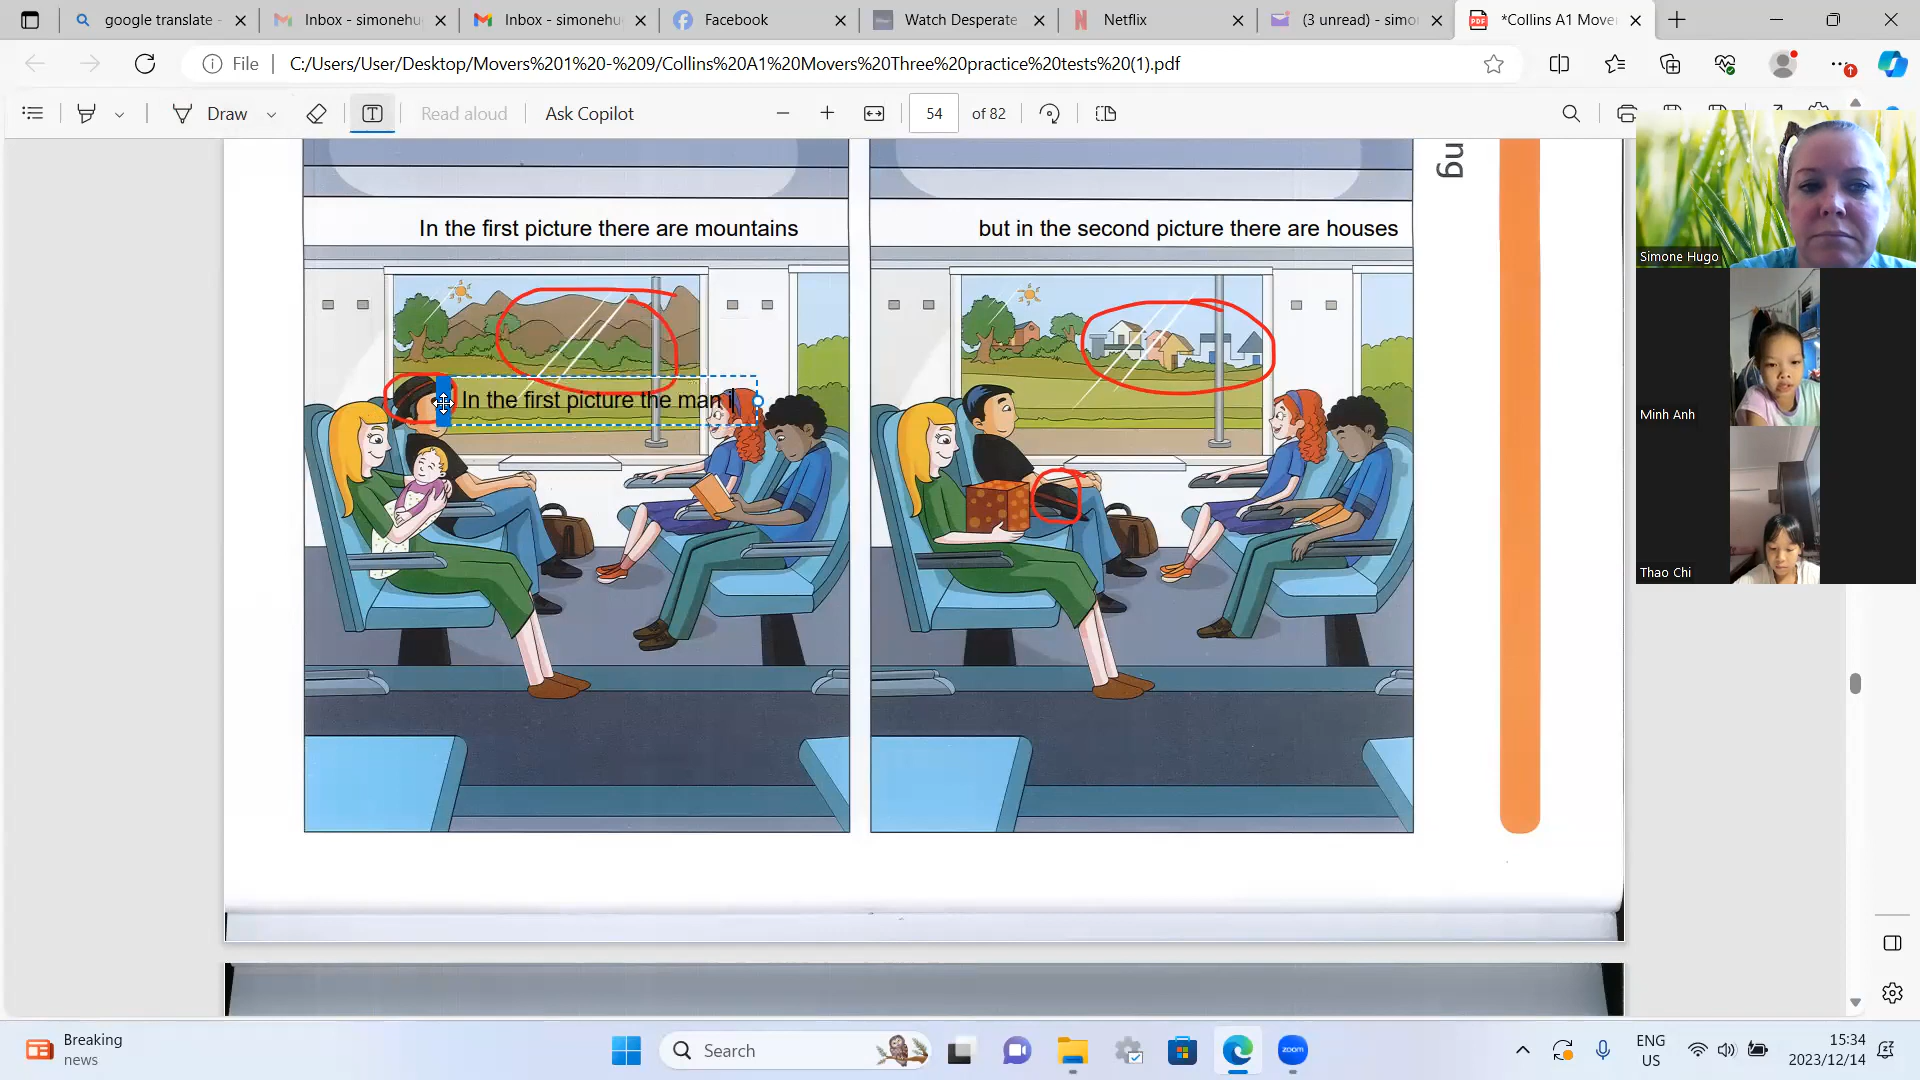 google translate -
Inbox - simonehu
Inbox - simonehu
Facebook
Watch Desperate
Netflix
(3 unread) - simo
*Collins A1 Mover
File
C:/Users/User/Desktop/Movers%201%20-%209/Collins%20A1%20Movers%20Three%20practice%20tests%20(1).pdf
Draw
Read aloud
Ask Copilot
54
of 82
ng
In the first picture there are mountains
but in the second picture there are houses
In the first picture the man i
Simone Hugo
Minh Anh
Thao Chi
Breaking
news
Search
zoom
ENG
US
15:34
2023/12/14